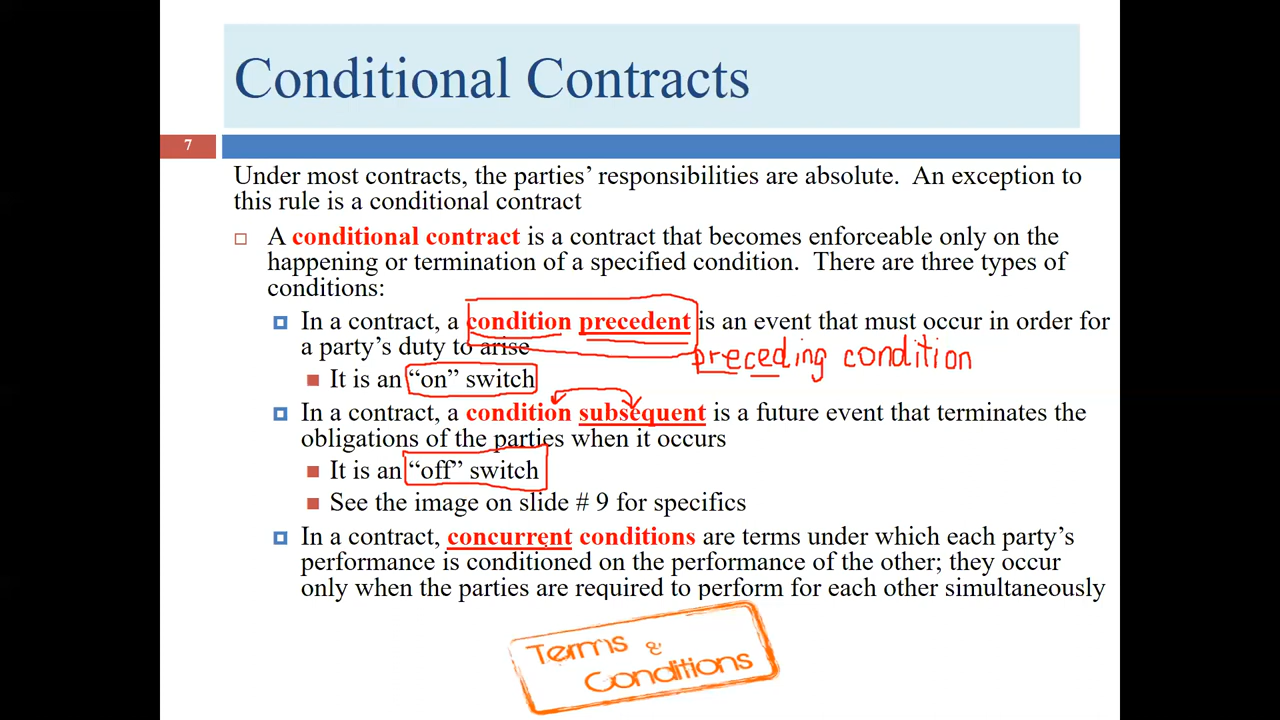 Conditional Contracts
7
Under most contracts, the parties' responsibilities are absolute.  An exception to
this rule is a conditional contract
A conditional contract is a contract that becomes enforceable only on the
happening or termination of a specified condition.  There are three types of
conditions:
In a contract, a condition precedent is an event that must occur in order for
a party's duty to arise
preceding condition
It is an “on” switch
In a contract, a condition subsequent is a future event that terminates the
obligations of the parties when it occurs
It is an “off” switch
See the image on slide # 9 for specifics
In a contract, concurrent conditions are terms under which each party's
performance is conditioned on the performance of the other; they occur
only when the parties are required to perform for each other simultaneously
Terms &
Conditions